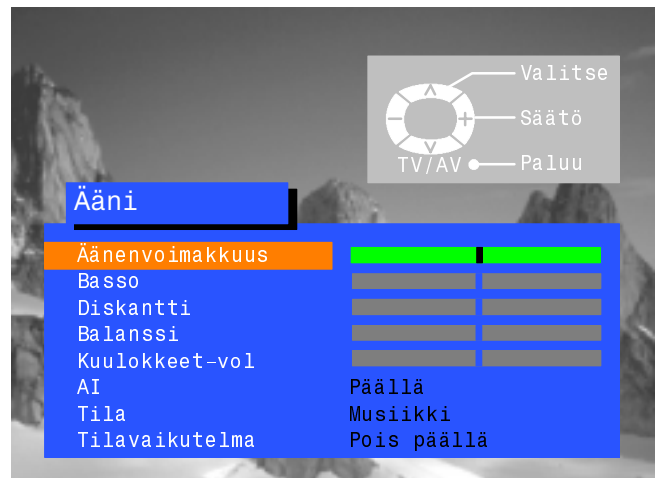 Valitse
Säätö
TV/AV Paluu
Ääni
Äänenvoimakkuus
Basso
Diskantti
Balanssi
Kuulokkeet-vol
AI Päällä
Tila Musiikki
Tilavaikutelma Pois päällä